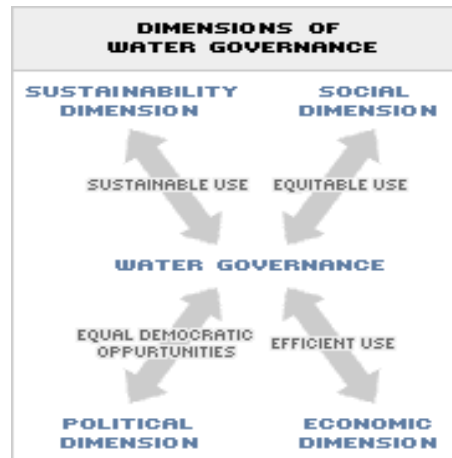 DIMENSIONS OF
WATER GOVERNANCE
SUSTAINABILITY
DIMENSION
SOCIAL
DIMENSION
SUSTAINABLE USE
EQUITABLE USE
WATER GOVERNANCE
EQUAL DEMOCRATIC
OPPURTUNITIES
EFFICIENT USE
POLITICAL
DIMENSION
ECONOMIC
DIMENSION